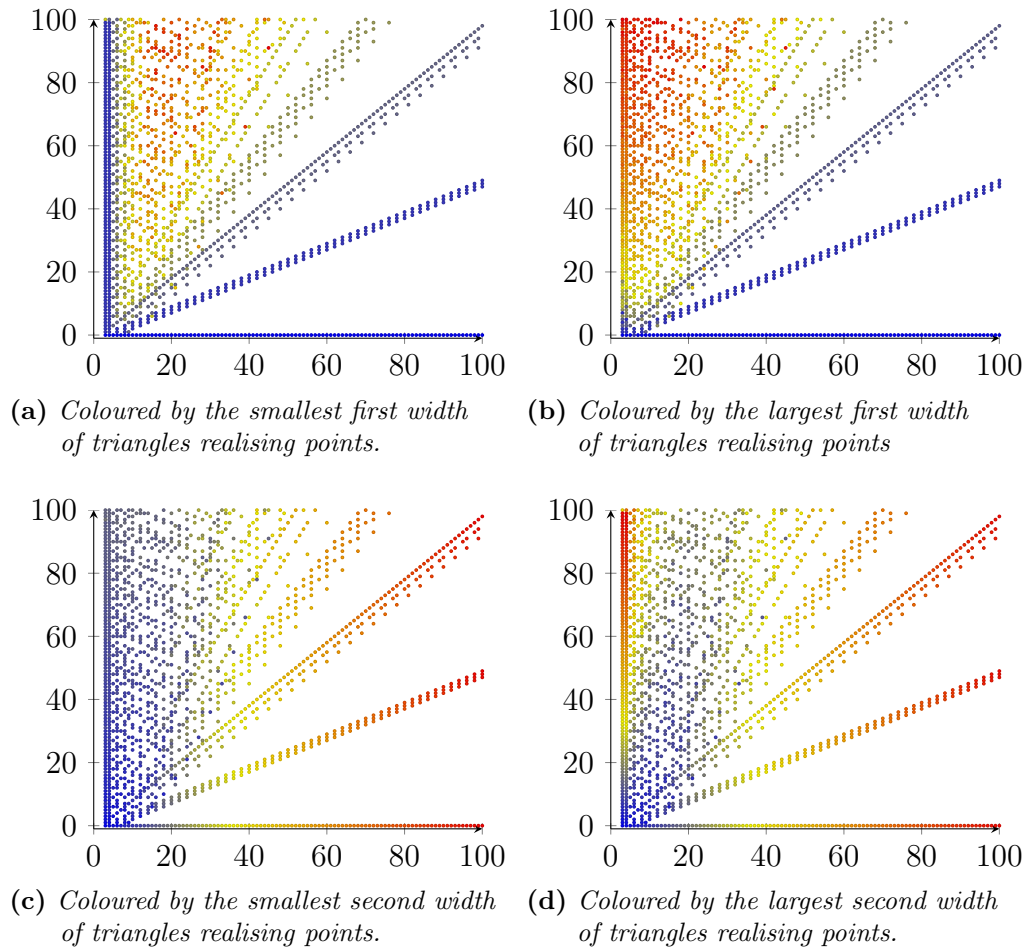 100
80
60
40
20
0
0 20 40 60 80 100
(a) Coloured by the smallest first width
of triangles realising points.
100
80
60
40
20
0
0 20 40 60 80 100
(b) Coloured by the largest first width
of triangles realising points
100
80
60
40
20
0
0 20 40 60 80 100
(c) Coloured by the smallest second width
of triangles realising points.
100
80
60
40
20
0
0 20 40 60 80 100
(d) Coloured by the largest second width
of triangles realising points.